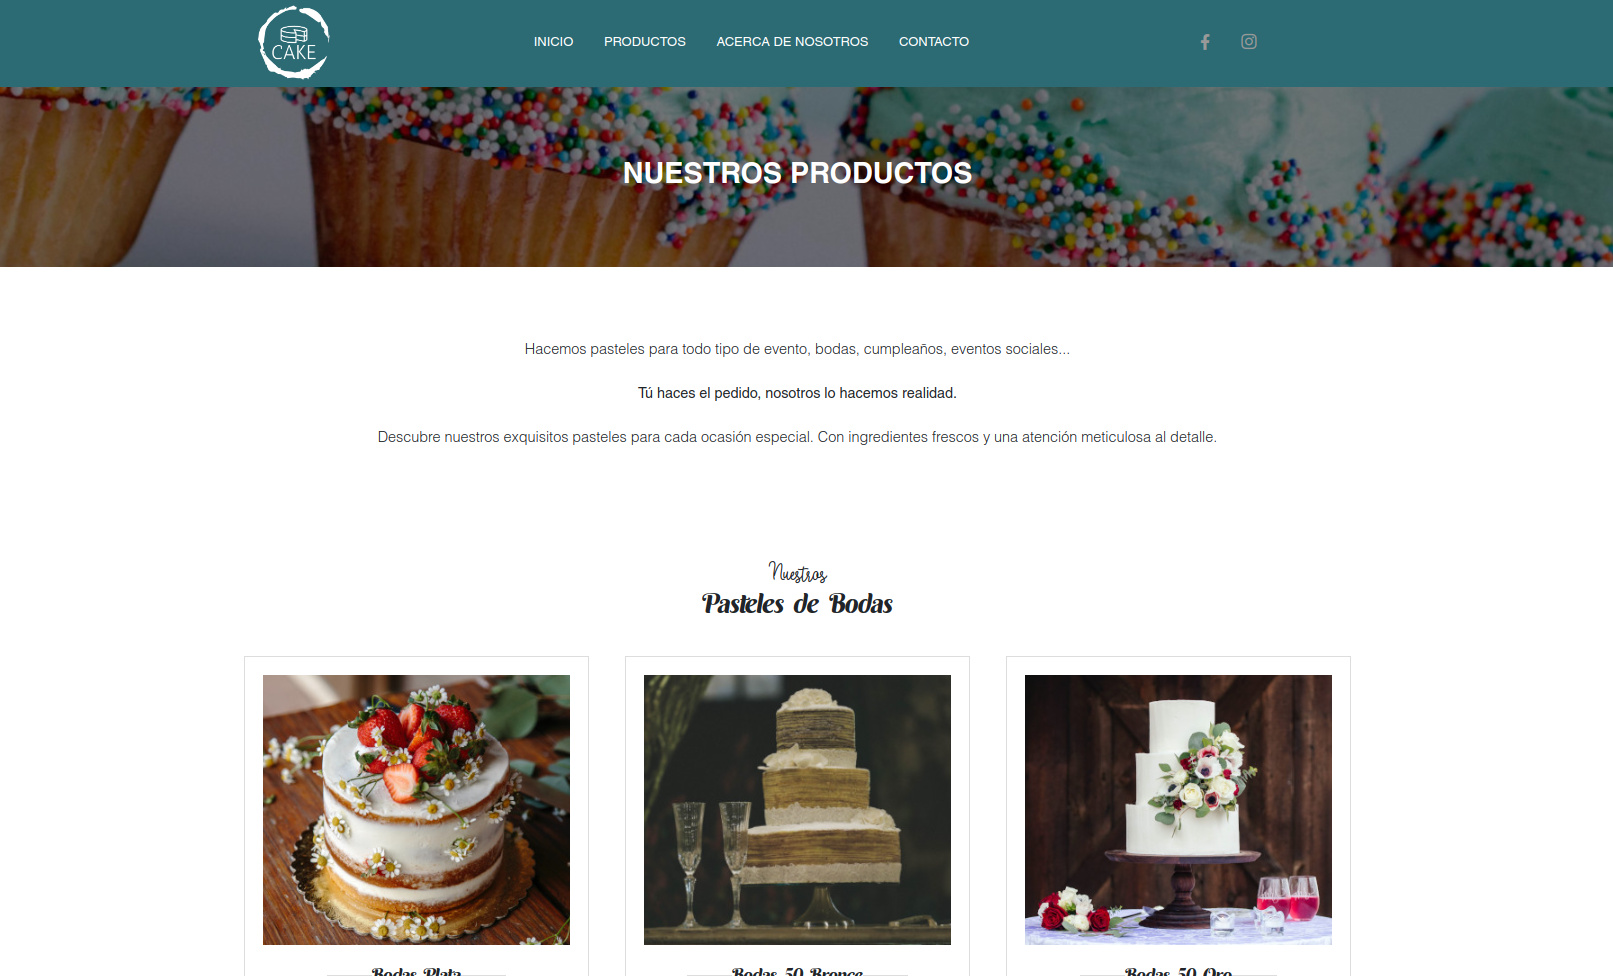 CAKE
INICIO PRODUCTOS ACERCA DE NOSOTROS CONTACTO
NUESTROS PRODUCTOS
Hacemos pasteles para todo tipo de evento, bodas, cumpleaños, eventos sociales...
Tú haces el pedido, nosotros lo hacemos realidad.
Descubre nuestros exquisitos pasteles para cada ocasión especial. Con ingredientes frescos y una atención meticulosa al detalle.
Nuestros
Pasteles de Bodas
Bodas Plata
Bodas 50 Bronce
Bodas 50 Oro